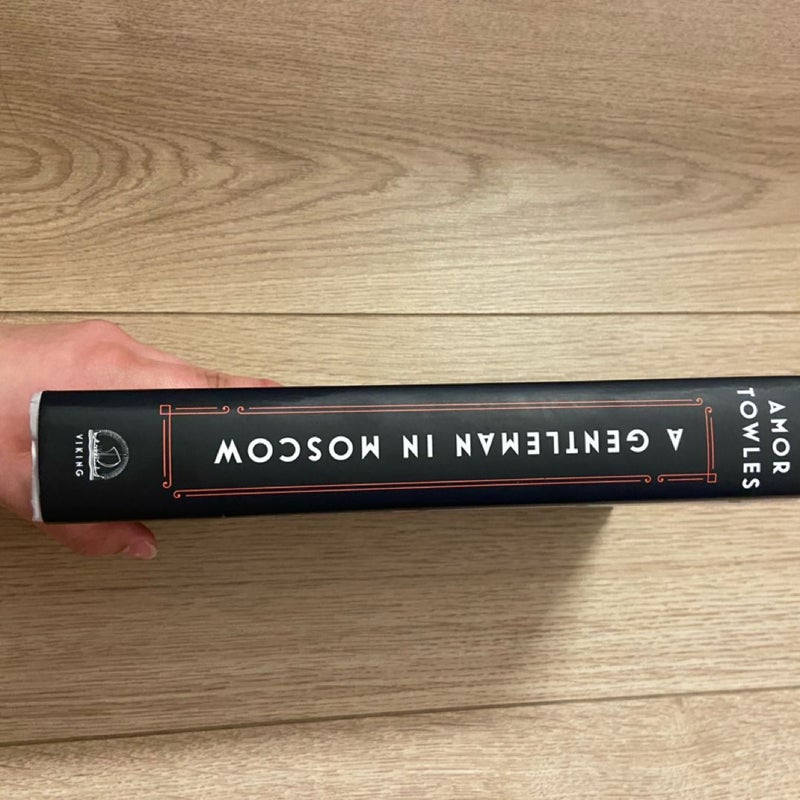 AMOR
TOWLES
A GENTLEMAN IN MOSCOW
VIKING